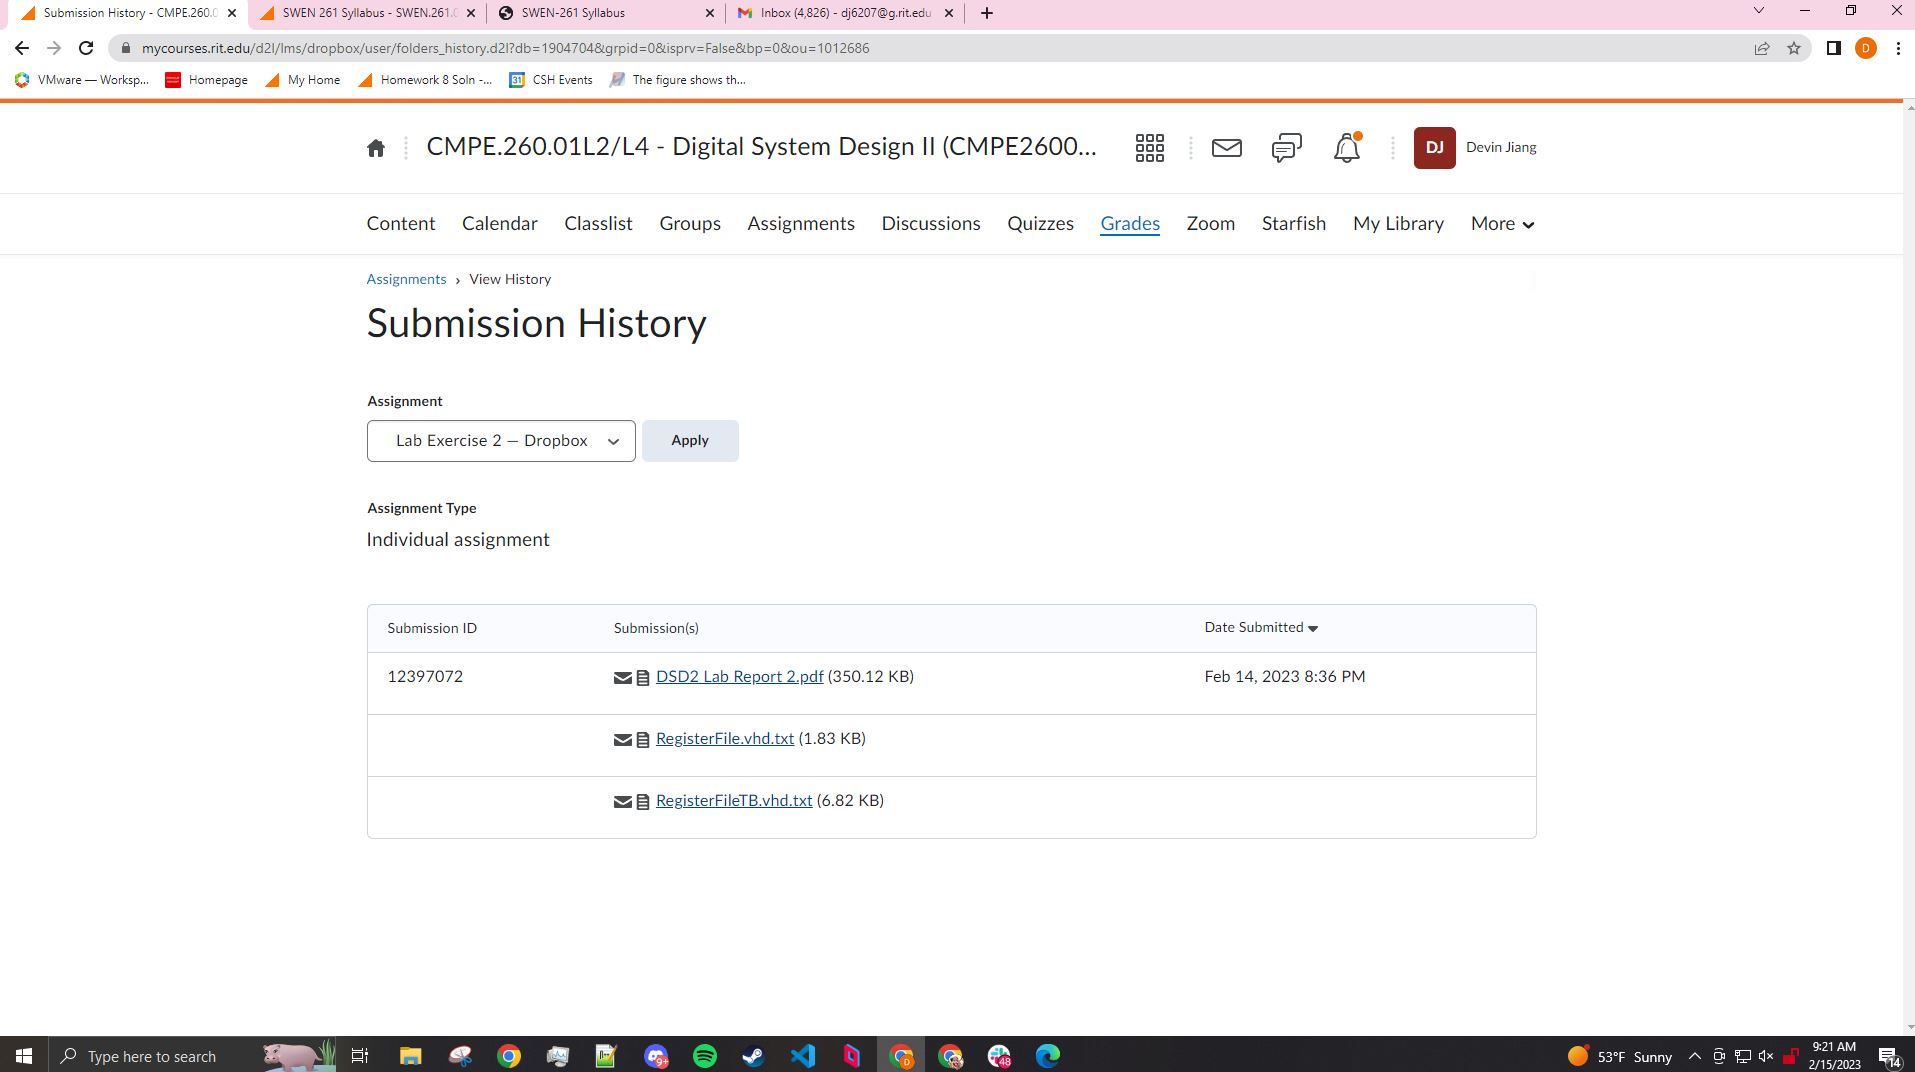 Submission History - CMPE.260.0
SWEN 261 Syllabus - SWEN.261.0
SWEN-261 Syllabus
Inbox (4,826) - dj6207@g.rit.edu
mycourses.rit.edu/d2l/lms/dropbox/user/folders_history.d2l?db=1904704&grpid=0&isprv=False&bp=0&ou=1012686
D
VMware — Worksp...
Homepage
My Home
Homework 8 Soln -...
31
CSH Events
The figure shows th...
CMPE.260.01L2/L4 - Digital System Design II (CMPE2600...
DJ
Devin Jiang
Content
Calendar
Classlist
Groups
Assignments
Discussions
Quizzes
Grades
Zoom
Starfish
My Library
More
Assignments › View History
Submission History
Assignment
Lab Exercise 2 — Dropbox
Apply
Assignment Type
Individual assignment
Submission ID
Submission(s)
Date Submitted
12397072
DSD2 Lab Report 2.pdf (350.12 KB)
Feb 14, 2023 8:36 PM
RegisterFile.vhd.txt (1.83 KB)
RegisterFileTB.vhd.txt (6.82 KB)
Type here to search
9+
D
48
53°F Sunny
9:21 AM
2/15/2023
14